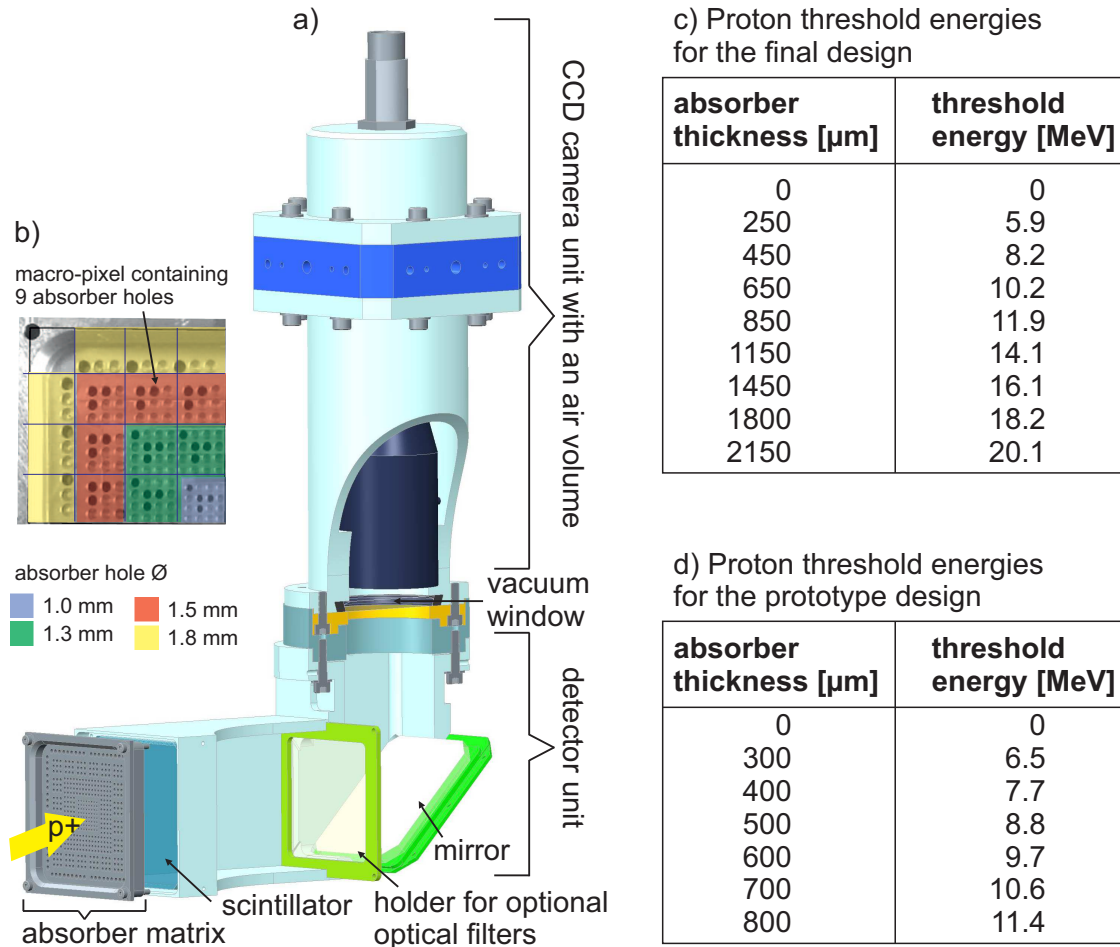 a)
CCD camera unit with an air volume
b)
macro-pixel containing
9 absorber holes
absorber hole Ø
1.0 mm
1.5 mm
1.3 mm
1.8 mm
vacuum
window
detector unit
p+
mirror
scintillator
holder for optional
optical filters
absorber matrix
c) Proton threshold energies
for the final design
absorber threshold
thickness [µm] energy [MeV]
0 0
250 5.9
450 8.2
650 10.2
850 11.9
1150 14.1
1450 16.1
1800 18.2
2150 20.1
d) Proton threshold energies
for the prototype design
absorber threshold
thickness [µm] energy [MeV]
0 0
300 6.5
400 7.7
500 8.8
600 9.7
700 10.6
800 11.4